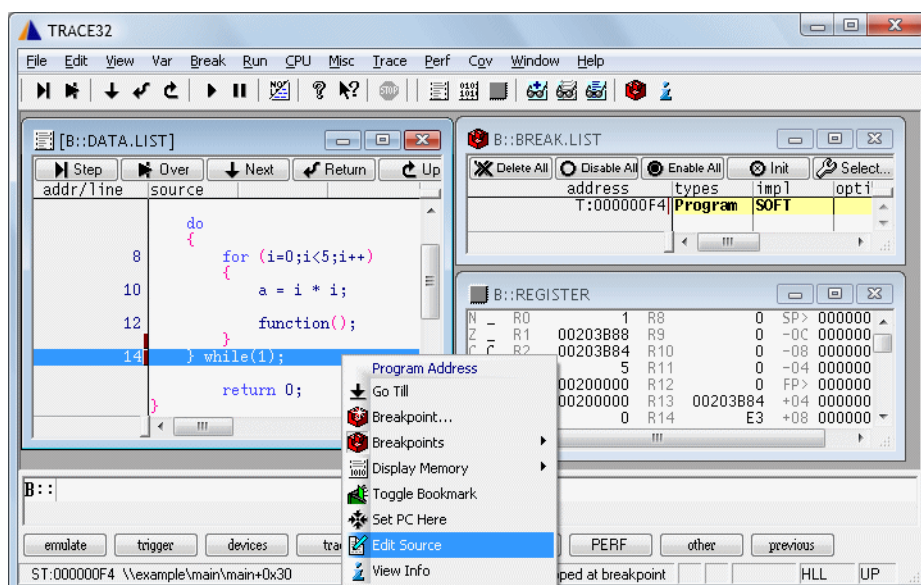 TRACE32
File Edit View Var Break Run CPU Misc Trace Perf Cov Window Help
[B::DATA.LIST]
Step Over Next Return Up
addr/line source
do
{
8 for (i=0;i<5;i++)
{
10 a = i * i;
12 function();
}
14 } while(1);
return 0;
}
B::BREAK.LIST
Delete All Disable All Enable All Init Select...
address types impl opti
T:000000F4 Program SOFT
B::REGISTER
N _ R0 1 R8 0 SP> 000000
Z _ R1 00203B88 R9 0 -0C 000000
C C R2 00203B84 R10 0 -08 000000
5 R11 0 -04 000000
00200000 R12 0 FP> 000000
00200000 R13 00203B84 +04 000000
0 R14 E3 +08 000000
Program Address
Go Till
Breakpoint...
Breakpoints
Display Memory
Toggle Bookmark
Set PC Here
Edit Source
View Info
B::
emulate trigger devices PERF other previous
ST:000000F4 \\example\main\main+0x30 at breakpoint HLL UP